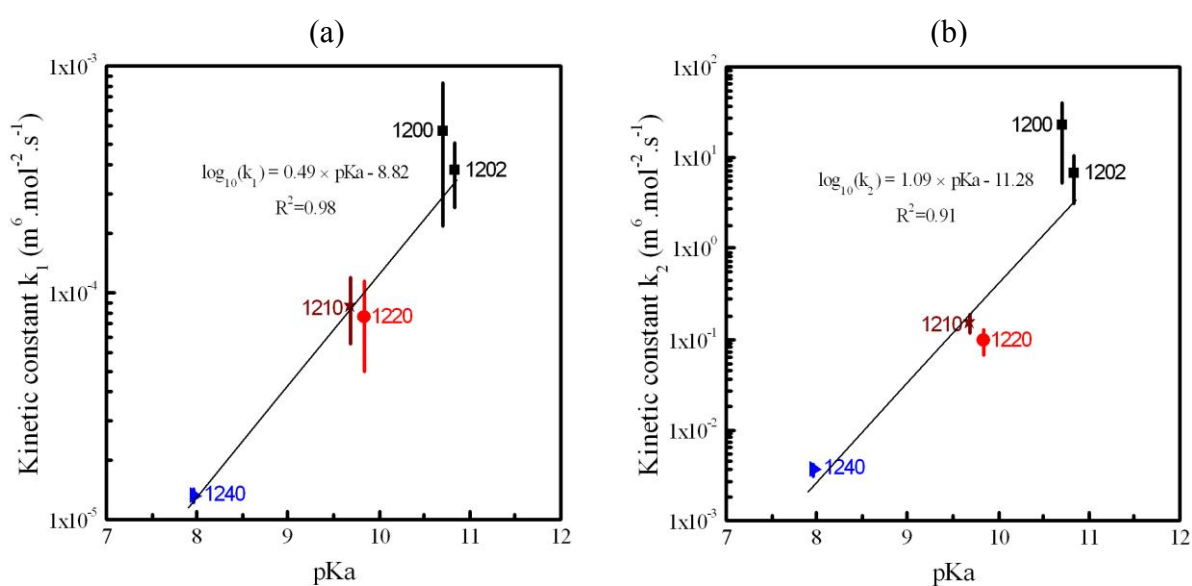 (a)
Kinetic constant k₁ (m⁶.mol⁻².s⁻¹)
1x10⁻³
1x10⁻⁴
1x10⁻⁵
1200
1202
log₁₀(k₁) = 0.49 × pKa - 8.82
R²=0.98
1210
1220
1240
7 8 9 10 11 12
pKa
(b)
Kinetic constant k₂ (m⁶.mol⁻².s⁻¹)
1x10²
1x10¹
1x10⁰
1x10⁻¹
1x10⁻²
1x10⁻³
1200
1202
log₁₀(k₂) = 1.09 × pKa - 11.28
R²=0.91
1210
1220
1240
7 8 9 10 11 12
pKa